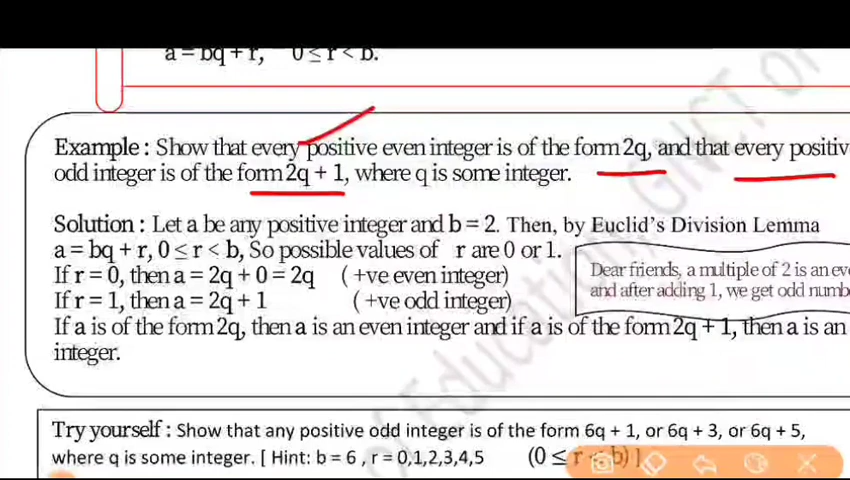 a = bq + r, 0 ≤ r < b.
Example : Show that every positive even integer is of the form 2q, and that every positiv
odd integer is of the form 2q + 1, where q is some integer.
Solution : Let a be any positive integer and b = 2. Then, by Euclid's Division Lemma
a = bq + r, 0 ≤ r < b, So possible values of r are 0 or 1.
If r = 0, then a = 2q + 0 = 2q ( +ve even integer)
If r = 1, then a = 2q + 1 ( +ve odd integer)
Dear friends, a multiple of 2 is an eve
and after adding 1, we get odd numb
If a is of the form 2q, then a is an even integer and if a is of the form 2q + 1, then a is an
integer.
Try yourself : Show that any positive odd integer is of the form 6q + 1, or 6q + 3, or 6q + 5,
where q is some integer. [ Hint: b = 6 , r = 0,1,2,3,4,5 (0 ≤ r < b) ]
of Education, GNCT of